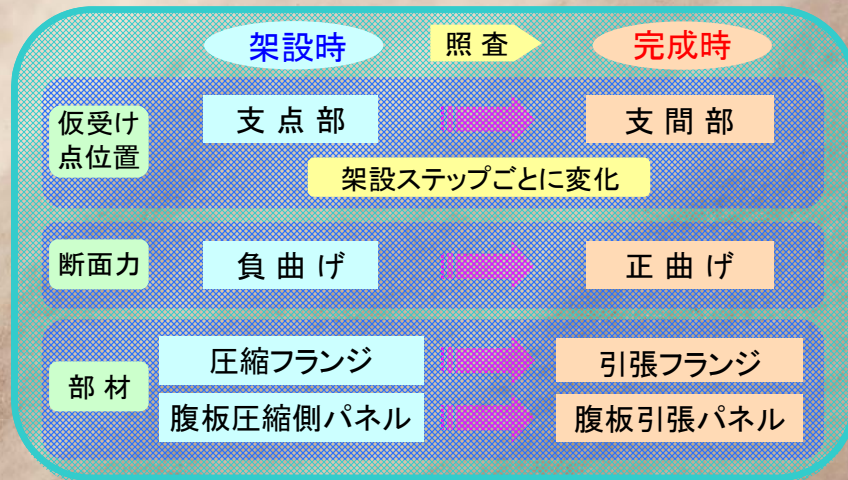 架設時
照 査
完成時
仮受け
点位置
支 点 部
支 間 部
架設ステップごとに変化
断面力
負 曲 げ
正 曲 げ
部 材
圧縮フランジ
引張フランジ
腹板圧縮側パネル
腹板引張パネル